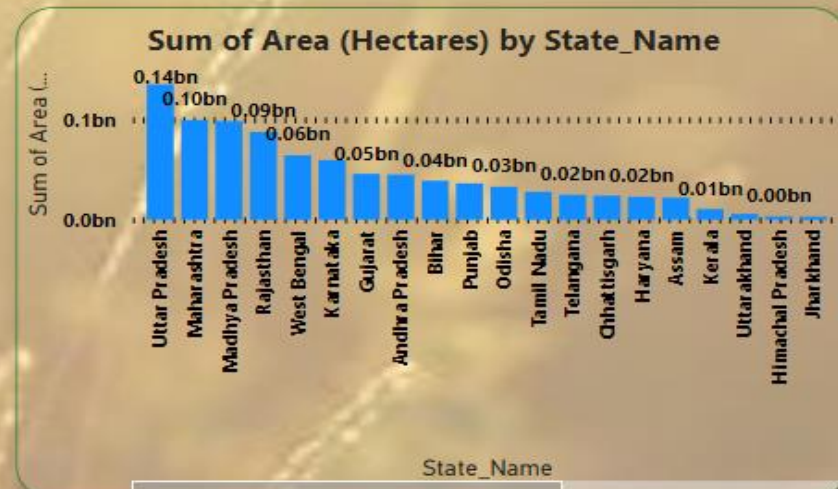 Sum of Area (Hectares) by State_Name
Sum of Area (...
0.1bn
0.0bn
0.14bn
0.10bn
0.09bn
0.06bn
0.05bn
0.04bn
0.03bn
0.02bn
0.02bn
0.01bn
0.00bn
Uttar Pradesh
Maharashtra
Madhya Pradesh
Rajasthan
West Bengal
Karnataka
Gujarat
Andhra Pradesh
Bihar
Punjab
Odisha
Tamil Nadu
Telangana
Chhattisgarh
Haryana
Assam
Kerala
Uttarakhand
Himachal Pradesh
Jharkhand
State_Name